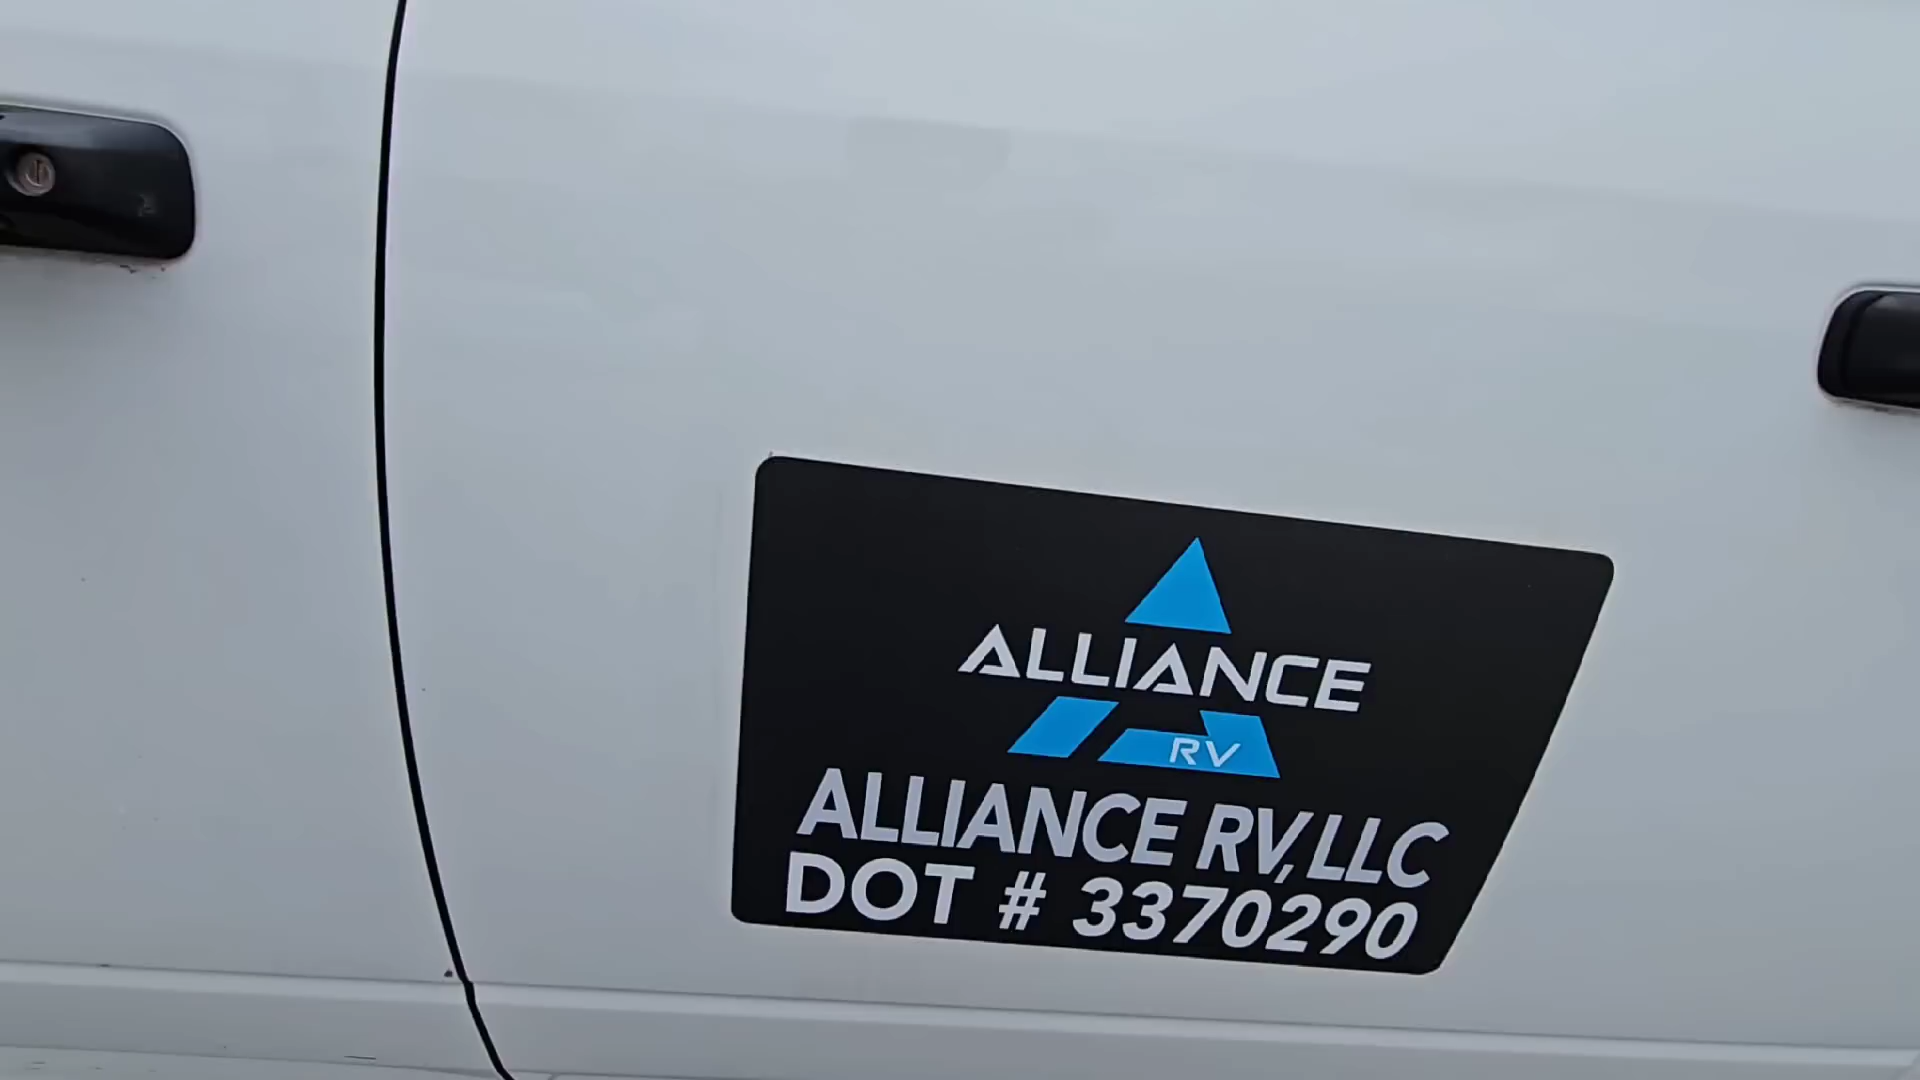 ALLIANCE
RV
ALLIANCE RV, LLC
DOT # 3370290